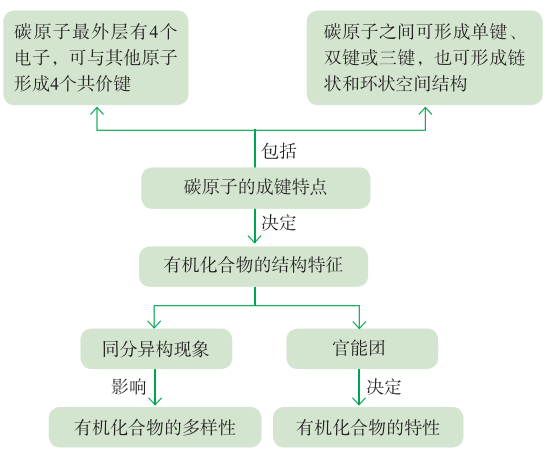 碳原子最外层有4个
电子，可与其他原子
形成4个共价键
碳原子之间可形成单键、
双键或三键，也可形成链
状和环状空间结构
包括
碳原子的成键特点
决定
有机化合物的结构特征
同分异构现象
官能团
影响
决定
有机化合物的多样性
有机化合物的特性